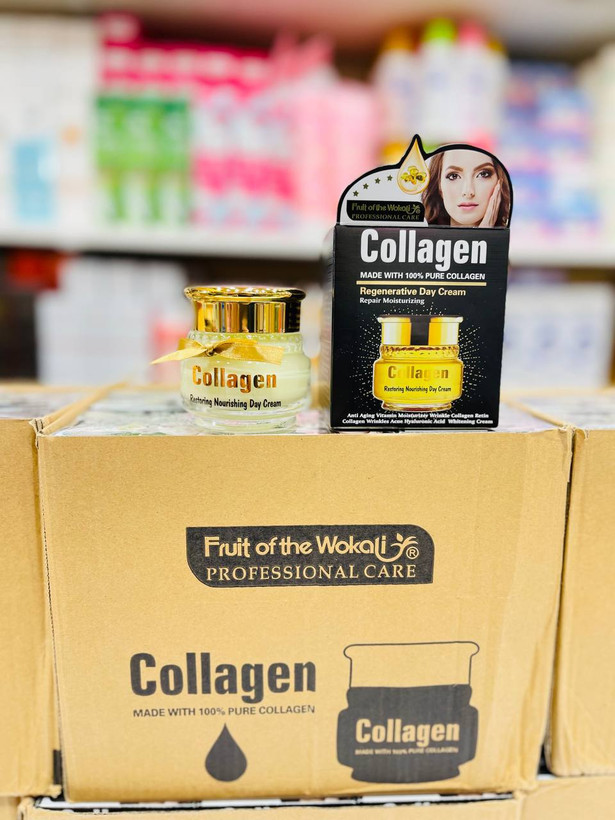 Fruit of the Wokali
PROFESSIONAL CARE
Collagen
MADE WITH 100% PURE COLLAGEN
Regenerative Day Cream
Repair Moisturizing
Collagen
Restoring Nourishing Day Cream
Anti Aging Vitamin Moisturizer Wrinkle Collagen Retin
Collagen Wrinkles Acne Hyaluronic Acid Whitening Cream
Collagen
Restoring Nourishing Day Cream
Fruit of the Wokali ®
PROFESSIONAL CARE
Collagen
MADE WITH 100% PURE COLLAGEN
Collagen
MADE WITH 100% PURE COLLAGEN